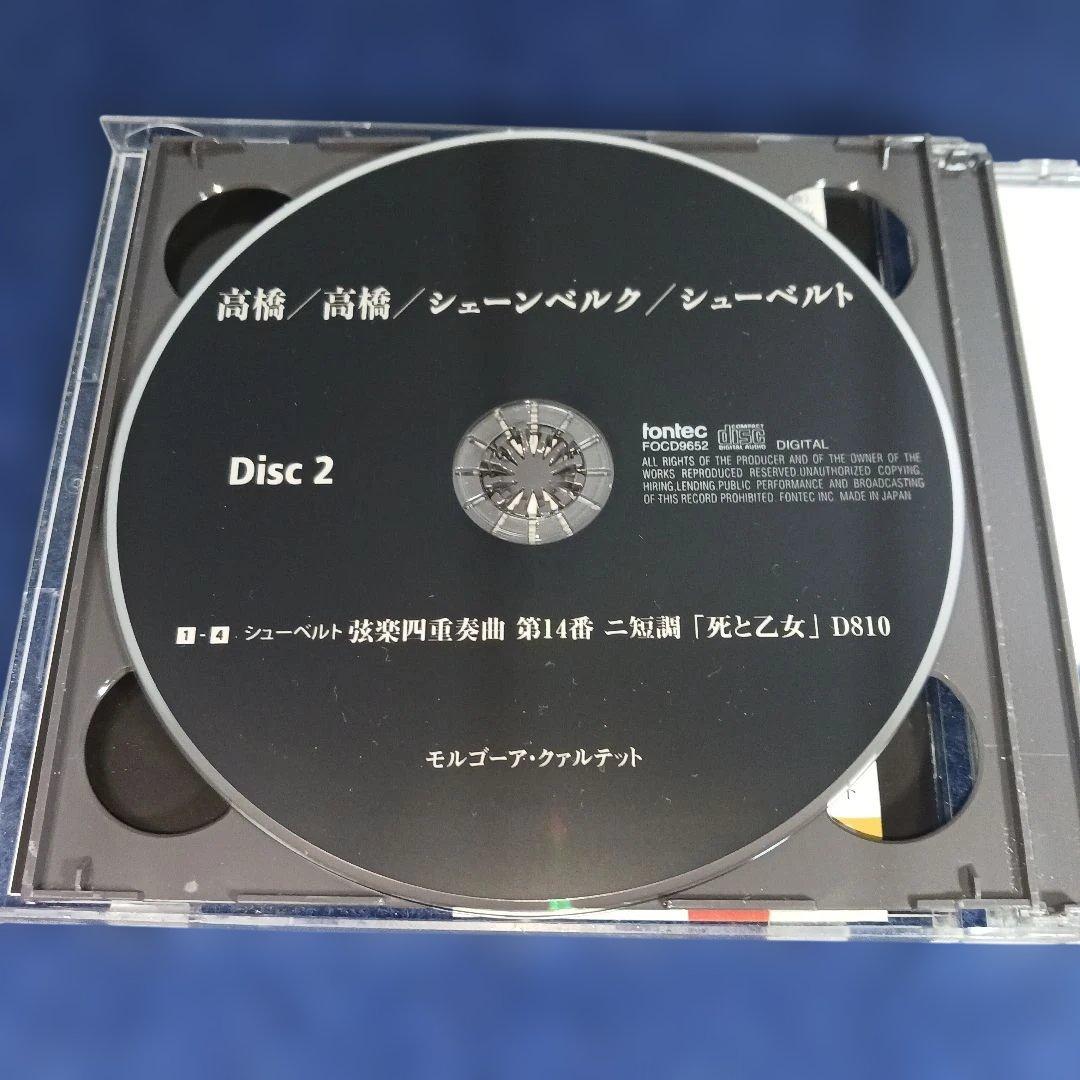 高橋／高橋／シェーンベルク／シューベルト
Disc 2
fontec
FOCD9652
COMPACT
disc
DIGITAL AUDIO
DIGITAL
ALL RIGHTS OF THE PRODUCER AND OF THE OWNER OF THE
WORKS REPRODUCED RESERVED.UNAUTHORIZED COPYING,
HIRING,LENDING,PUBLIC PERFORMANCE AND BROADCASTING
OF THIS RECORD PROHIBITED. FONTEC INC. MADE IN JAPAN
1 - 4 シューベルト 弦楽四重奏曲 第14番 ニ短調「死と乙女」D810
モルゴーア・クァルテット
ト